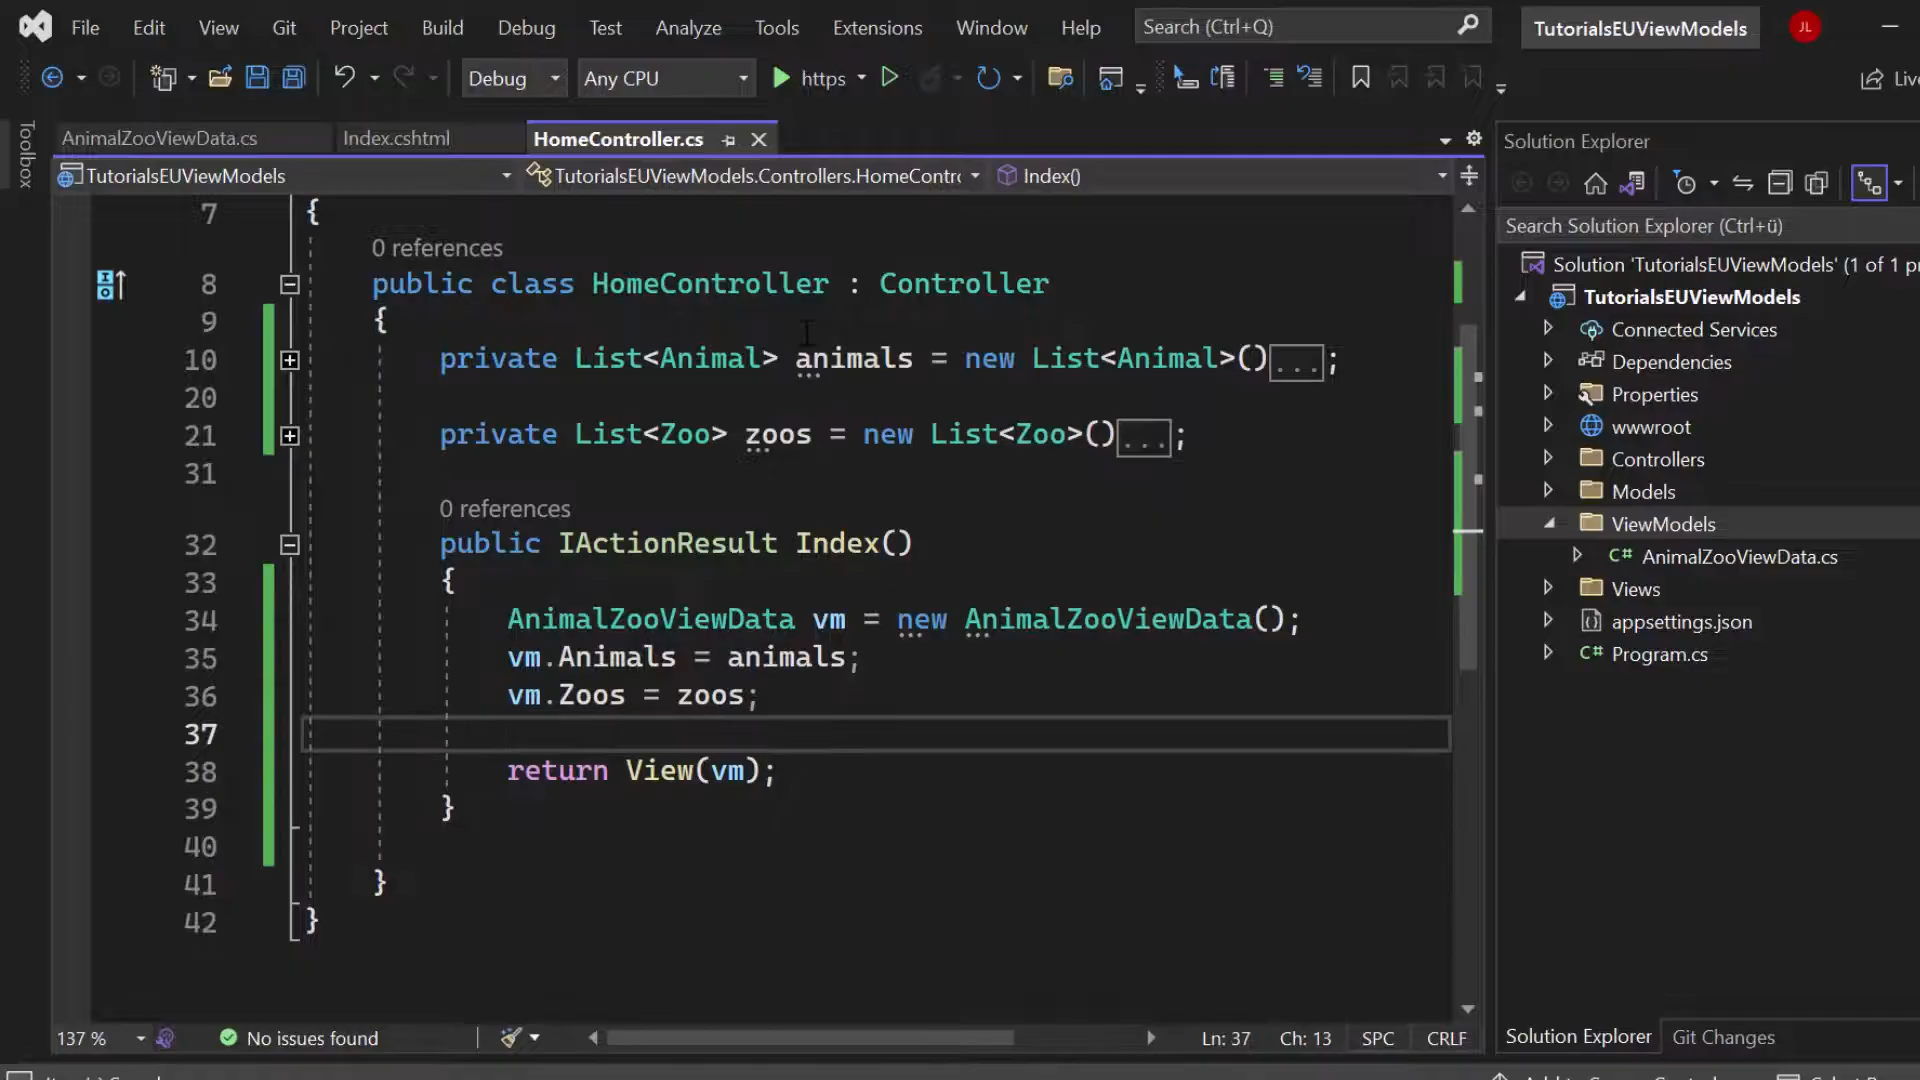 File Edit View Git Project Build Debug Test Analyze Tools Extensions Window Help Search (Ctrl+Q) TutorialsEUViewModels JL
Debug Any CPU https Live
Toolbox
AnimalZooViewData.cs Index.cshtml HomeController.cs
TutorialsEUViewModels TutorialsEUViewModels.Controllers.HomeContrc Index()
7 {
0 references
8 public class HomeController : Controller
9 {
10 private List<Animal> animals = new List<Animal>()...;
20
21 private List<Zoo> zoos = new List<Zoo>()...;
31
0 references
32 public IActionResult Index()
33 {
34 AnimalZooViewData vm = new AnimalZooViewData();
35 vm.Animals = animals;
36 vm.Zoos = zoos;
37
38 return View(vm);
39 }
40
41 }
42 }
137 % No issues found Ln: 37 Ch: 13 SPC CRLF
Solution Explorer
Search Solution Explorer (Ctrl+ü)
Solution 'TutorialsEUViewModels' (1 of 1 pr
TutorialsEUViewModels
Connected Services
Dependencies
Properties
wwwroot
Controllers
Models
ViewModels
C# AnimalZooViewData.cs
Views
appsettings.json
C# Program.cs
Solution Explorer Git Changes